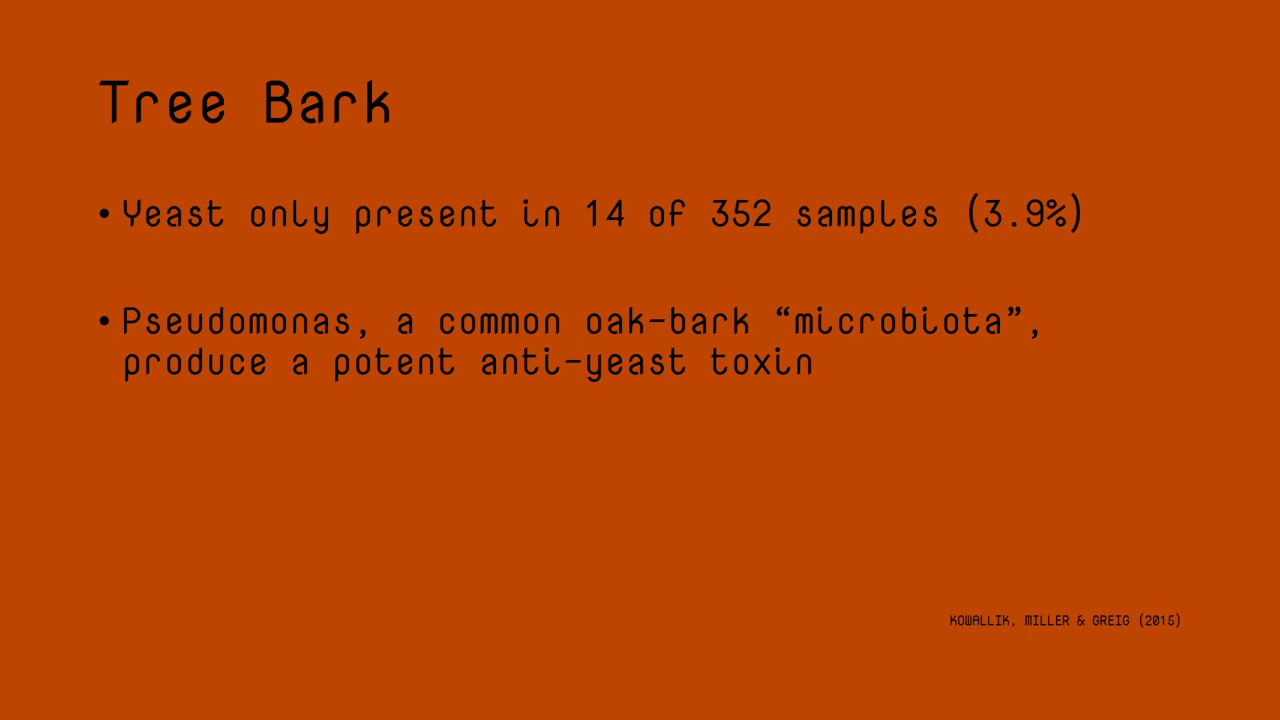 Tree Bark
• Yeast only present in 14 of 352 samples (3.9%)
• Pseudomonas, a common oak-bark “microbiota”,
produce a potent anti-yeast toxin
KOWALLIK, MILLER & GREIG (2015)